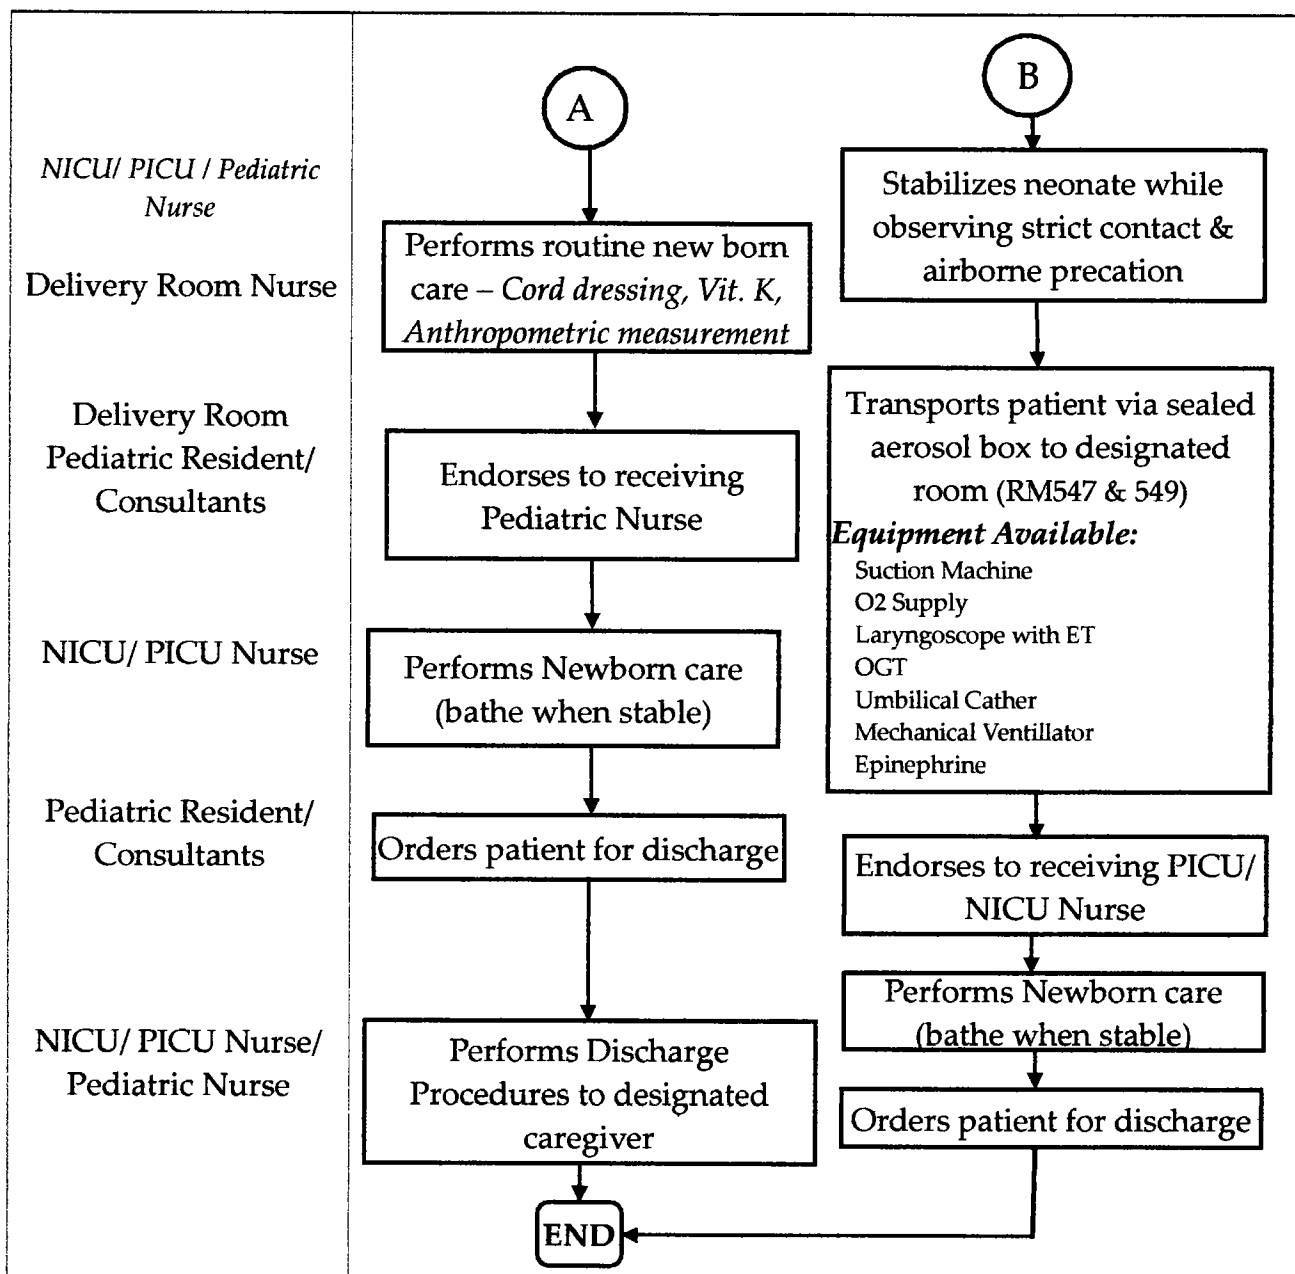 NICU/ PICU / Pediatric
Nurse
Delivery Room Nurse
Delivery Room
Pediatric Resident/
Consultants
NICU/ PICU Nurse
Pediatric Resident/
Consultants
NICU/ PICU Nurse/
Pediatric Nurse
A
Performs routine new born
care – Cord dressing, Vit. K,
Anthropometric measurement
Endorses to receiving
Pediatric Nurse
Performs Newborn care
(bathe when stable)
Orders patient for discharge
Performs Discharge
Procedures to designated
caregiver
END
B
Stabilizes neonate while
observing strict contact &
airborne precation
Transports patient via sealed
aerosol box to designated
room (RM547 & 549)
Equipment Available:
Suction Machine
O2 Supply
Laryngoscope with ET
OGT
Umbilical Cather
Mechanical Ventillator
Epinephrine
Endorses to receiving PICU/
NICU Nurse
Performs Newborn care
(bathe when stable)
Orders patient for discharge